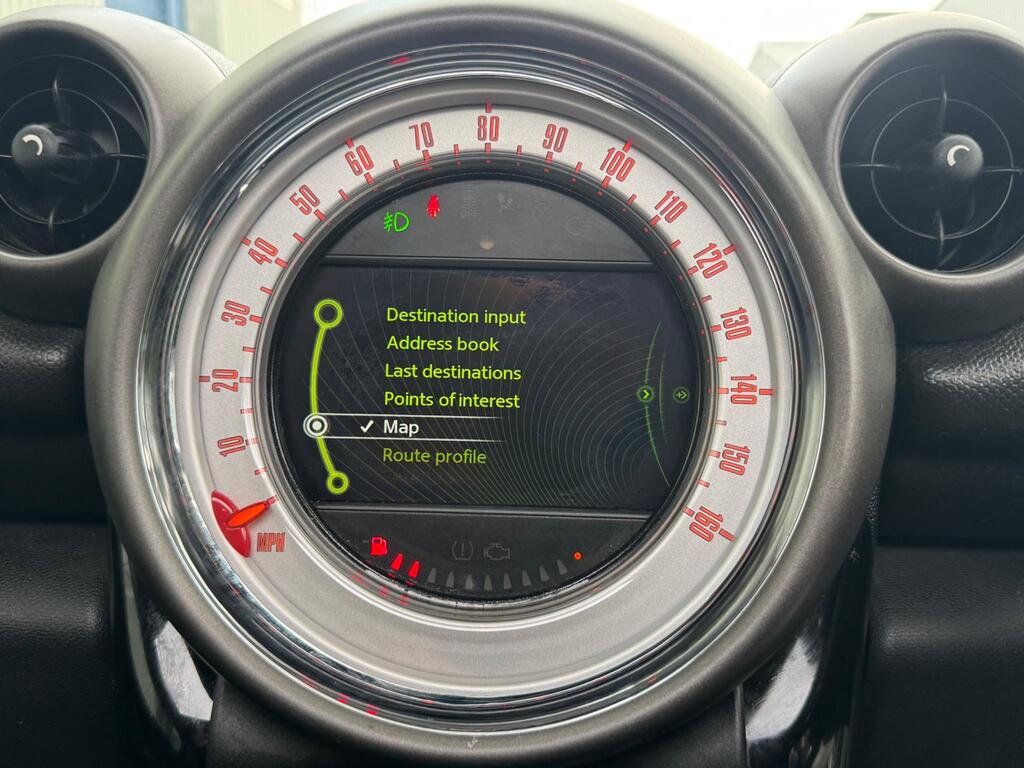 10
20
30
40
50
60
70
80
90
100
110
120
130
140
150
160
MPH
Destination input
Address book
Last destinations
Points of interest
Map
Route profile